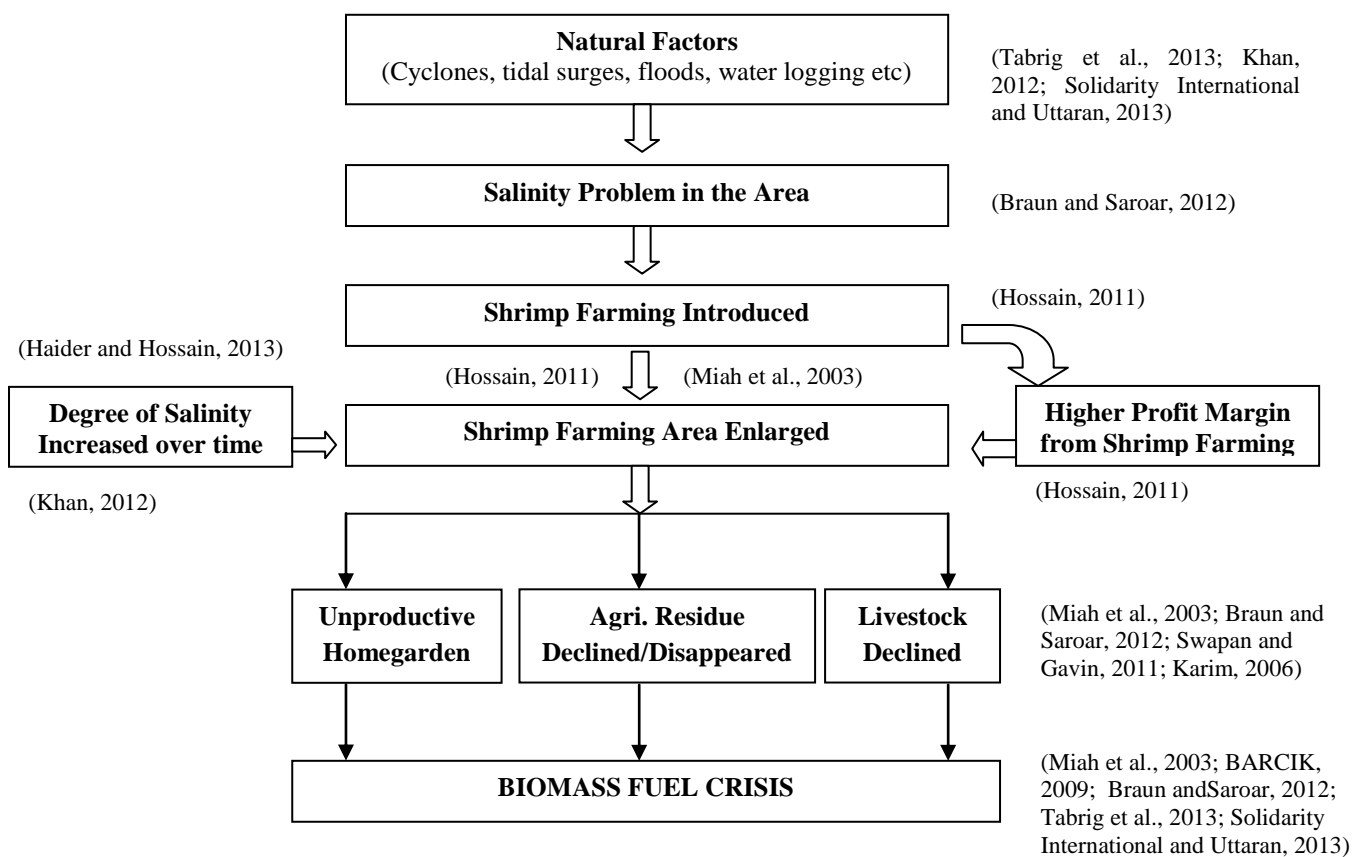 Natural Factors
(Cyclones, tidal surges, floods, water logging etc)
(Tabrig et al., 2013; Khan,
2012; Solidarity International
and Uttaran, 2013)
Salinity Problem in the Area
(Braun and Saroar, 2012)
Shrimp Farming Introduced
(Hossain, 2011)
(Haider and Hossain, 2013)
(Hossain, 2011)
(Miah et al., 2003)
Degree of Salinity
Increased over time
Shrimp Farming Area Enlarged
Higher Profit Margin
from Shrimp Farming
(Khan, 2012)
(Hossain, 2011)
Unproductive
Homegarden
Agri. Residue
Declined/Disappeared
Livestock
Declined
(Miah et al., 2003; Braun and
Saroar, 2012; Swapan and
Gavin, 2011; Karim, 2006)
BIOMASS FUEL CRISIS
(Miah et al., 2003; BARCIK,
2009; Braun andSaroar, 2012;
Tabrig et al., 2013; Solidarity
International and Uttaran, 2013)